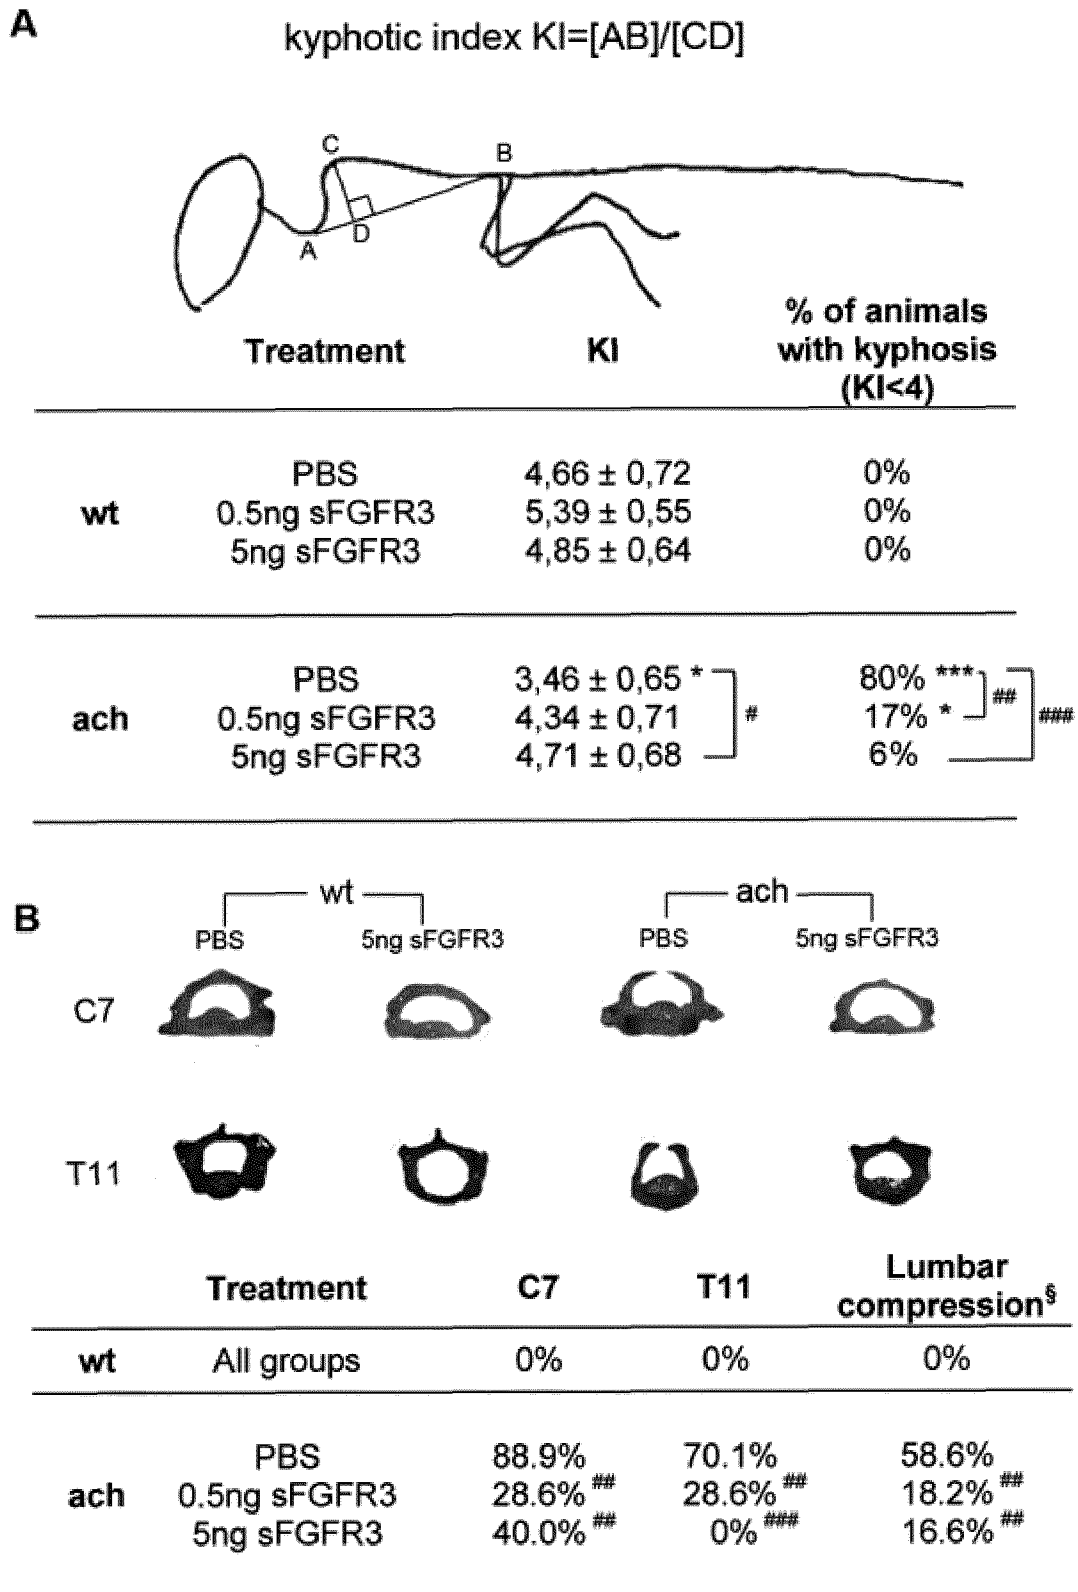 A
kyphotic index KI=[AB]/[CD]
C
B
A
D
Treatment KI % of animals
with kyphosis
(KI<4)
PBS 4,66 ± 0,72 0%
wt 0.5ng sFGFR3 5,39 ± 0,55 0%
5ng sFGFR3 4,85 ± 0,64 0%
PBS 3,46 ± 0,65 * 80% ***
ach 0.5ng sFGFR3 4,34 ± 0,71 # 17% * ## ###
5ng sFGFR3 4,71 ± 0,68 6%
B
wt ach
PBS 5ng sFGFR3 PBS 5ng sFGFR3
C7
T11
Treatment C7 T11 Lumbar
compression§
wt All groups 0% 0% 0%
PBS 88.9% 70.1% 58.6%
ach 0.5ng sFGFR3 28.6% ## 28.6% ## 18.2% ##
5ng sFGFR3 40.0% ## 0% ### 16.6% ##